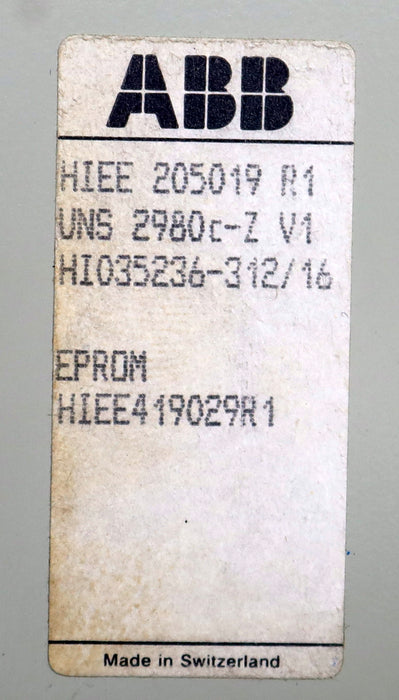 ABB
HIEE 205019 R1
UNS 2980c-Z V1
HI035236-312/16
EPROM
HIEE419029R1
Made in Switzerland